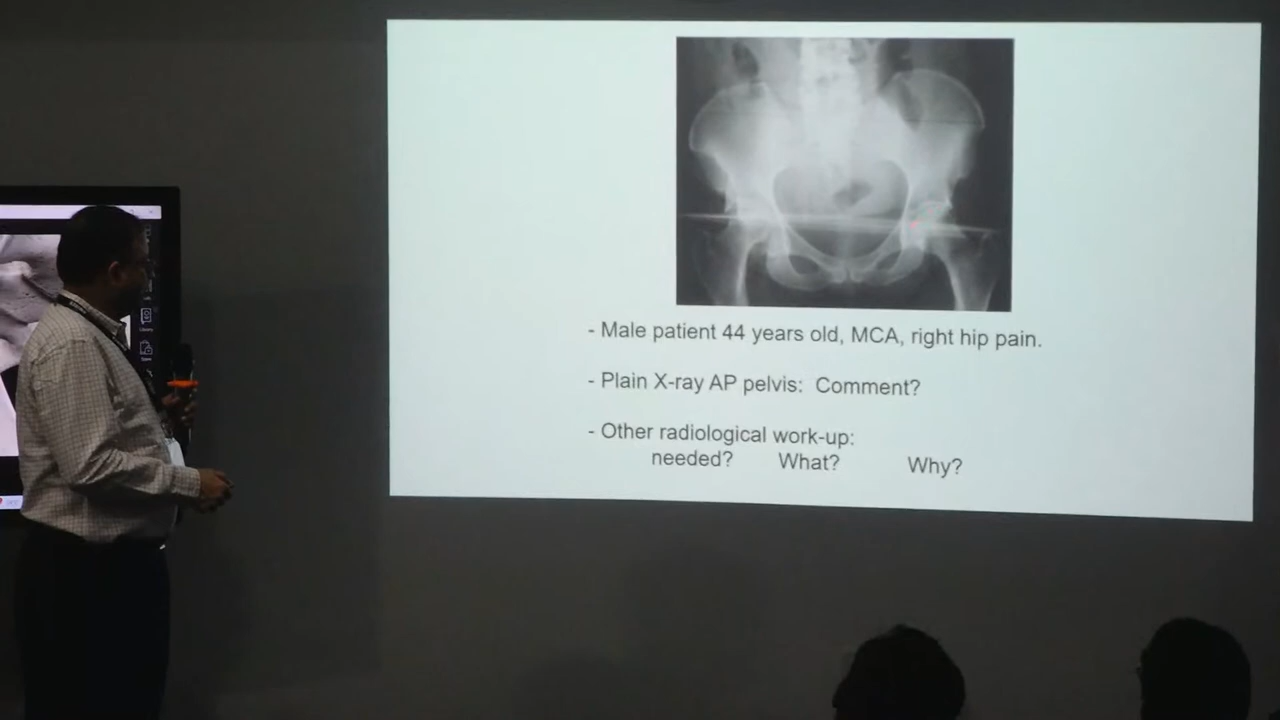 - Male patient 44 years old, MCA, right hip pain.
- Plain X-ray AP pelvis: Comment?
- Other radiological work-up:
needed? What? Why?